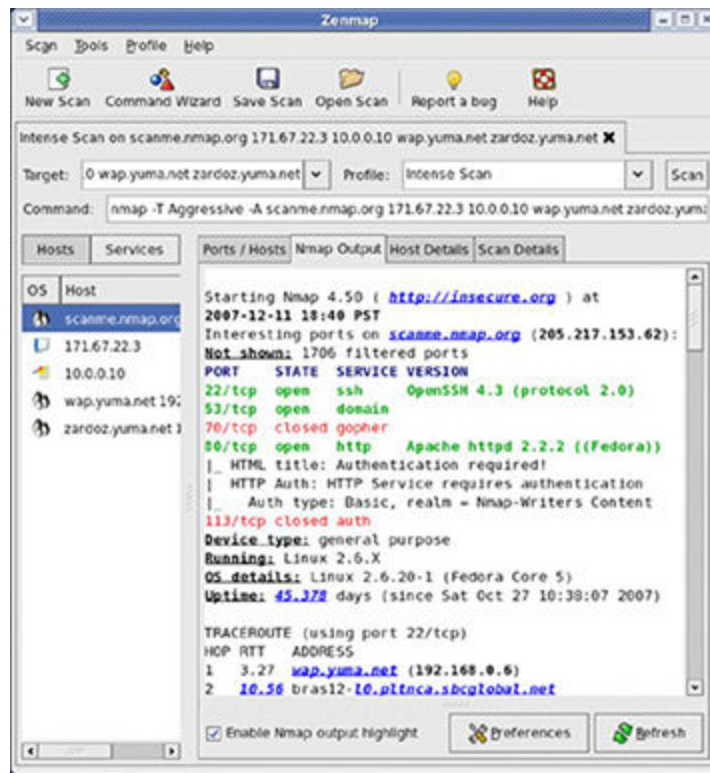 Zenmap
Scan Tools Profile Help
New Scan Command Wizard Save Scan Open Scan Report a bug Help
Intense Scan on scanme.nmap.org 171.67.22.3 10.0.0.10 wap.yuma.net zardoz.yuma.net
Target: 0 wap.yuma.net zardoz.yuma.net Profile: Intense Scan Scan
Command: nmap -T Aggressive -A scanme.nmap.org 171.67.22.3 10.0.0.10 wap.yuma.net zardoz.yuma
Hosts Services Ports / Hosts Nmap Output Host Details Scan Details
OS Host
scanme.nmap.org
171.67.22.3
10.0.0.10
wap.yuma.net 192
zardoz.yuma.net 1
Starting Nmap 4.50 ( http://insecure.org ) at
2007-12-11 18:40 PST
Interesting ports on scanme.nmap.org (205.217.153.62):
Not shown: 1706 filtered ports
PORT STATE SERVICE VERSION
22/tcp open ssh OpenSSH 4.3 (protocol 2.0)
53/tcp open domain
70/tcp closed gopher
80/tcp open http Apache httpd 2.2.2 ((Fedora))
|_ HTML title: Authentication required!
| HTTP Auth: HTTP Service requires authentication
|_ Auth type: Basic, realm = Nmap-Writers Content
113/tcp closed auth
Device type: general purpose
Running: Linux 2.6.X
OS details: Linux 2.6.20-1 (Fedora Core 5)
Uptime: 45.378 days (since Sat Oct 27 10:38:07 2007)
TRACEROUTE (using port 22/tcp)
HOP RTT ADDRESS
1 3.27 wap.yuma.net (192.168.0.6)
2 10.56 bras12-l0.pltnca.sbcglobal.net
Enable Nmap output highlight Preferences Refresh